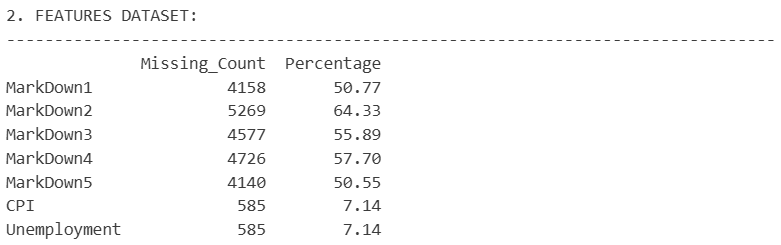 2. FEATURES DATASET:
--------------------------------------------------------------------------------
Missing_Count Percentage
MarkDown1 4158 50.77
MarkDown2 5269 64.33
MarkDown3 4577 55.89
MarkDown4 4726 57.70
MarkDown5 4140 50.55
CPI 585 7.14
Unemployment 585 7.14